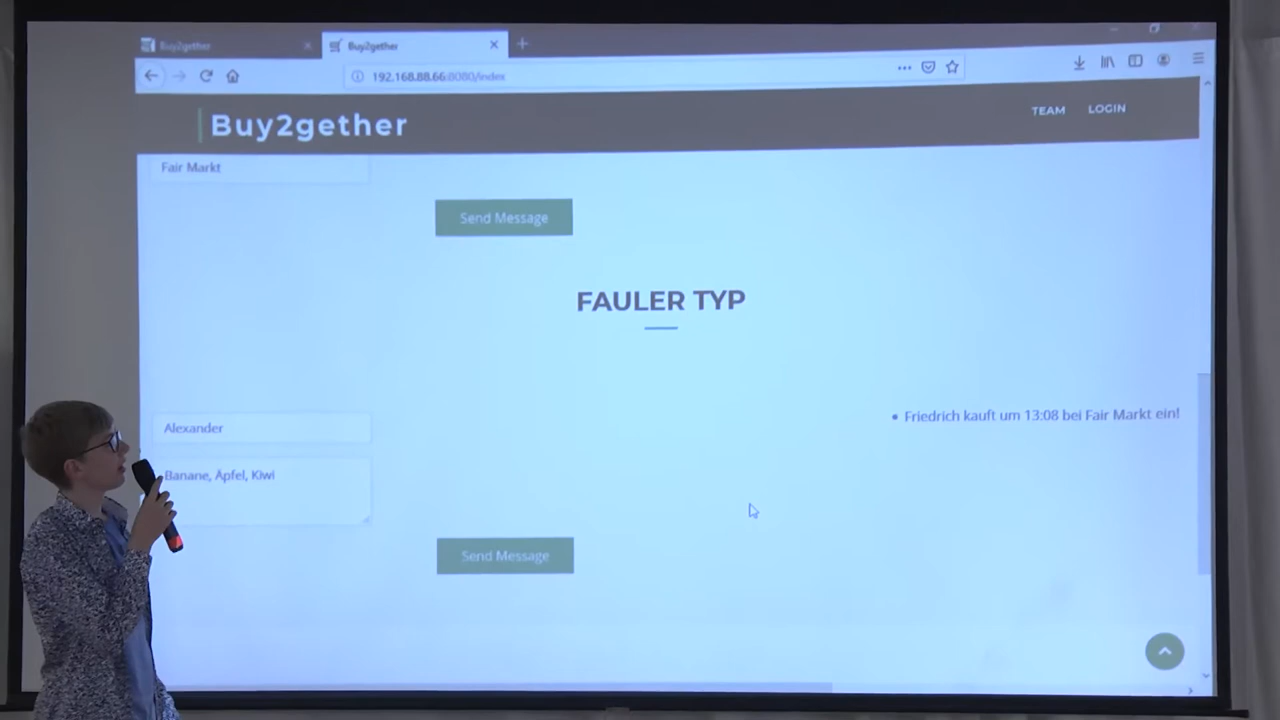 Buy2gether
Buy2gether
192.168.88.66:8080/index
Buy2gether
TEAM
LOGIN
Fair Markt
Send Message
FAULER TYP
Alexander
Friedrich kauft um 13:08 bei Fair Markt ein!
Banane, Äpfel, Kiwi
Send Message